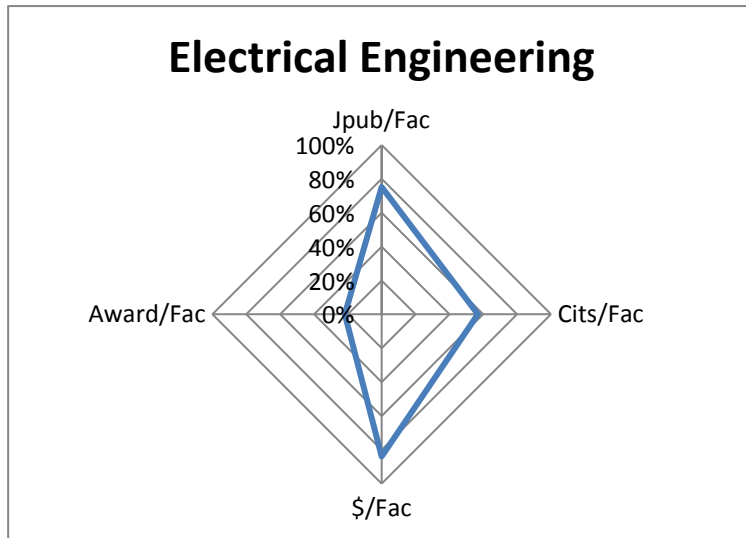 Electrical Engineering
Jpub/Fac
100%
80%
60%
40%
20%
0%
Award/Fac
Cits/Fac
$/Fac